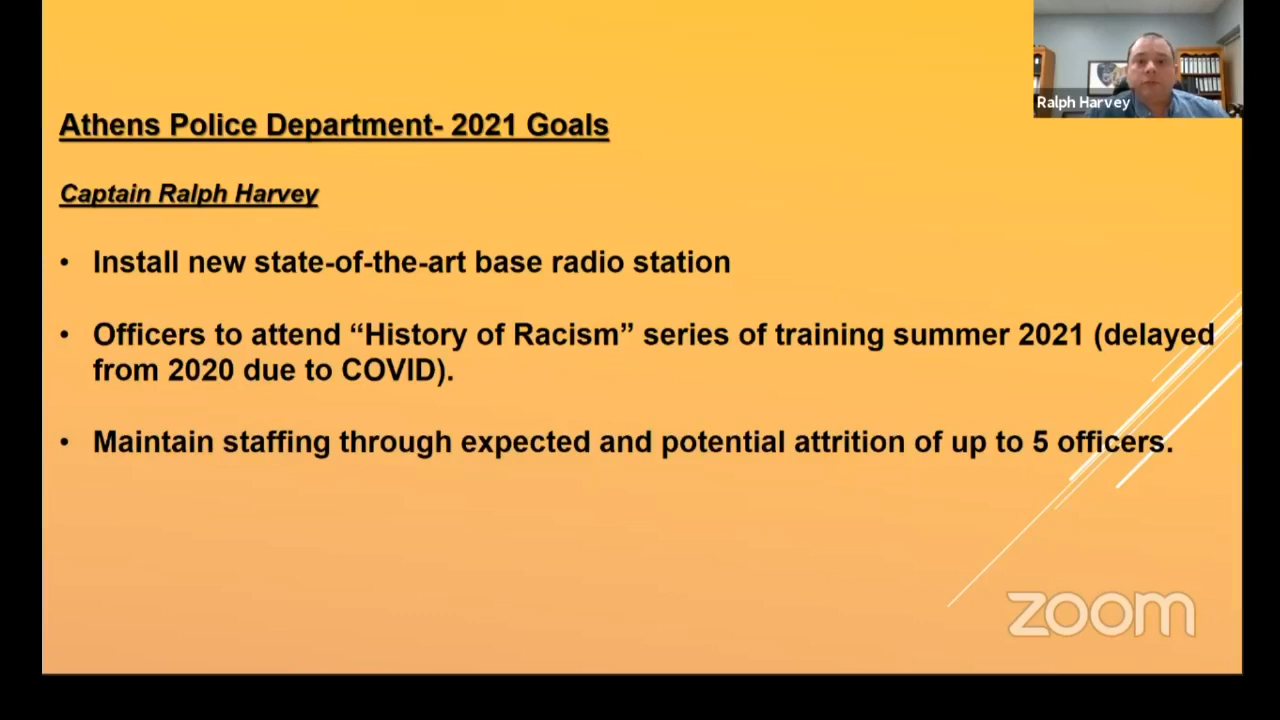 Ralph Harvey
Athens Police Department- 2021 Goals
Captain Ralph Harvey
• Install new state-of-the-art base radio station
• Officers to attend “History of Racism” series of training summer 2021 (delayed
from 2020 due to COVID).
• Maintain staffing through expected and potential attrition of up to 5 officers.
zoom